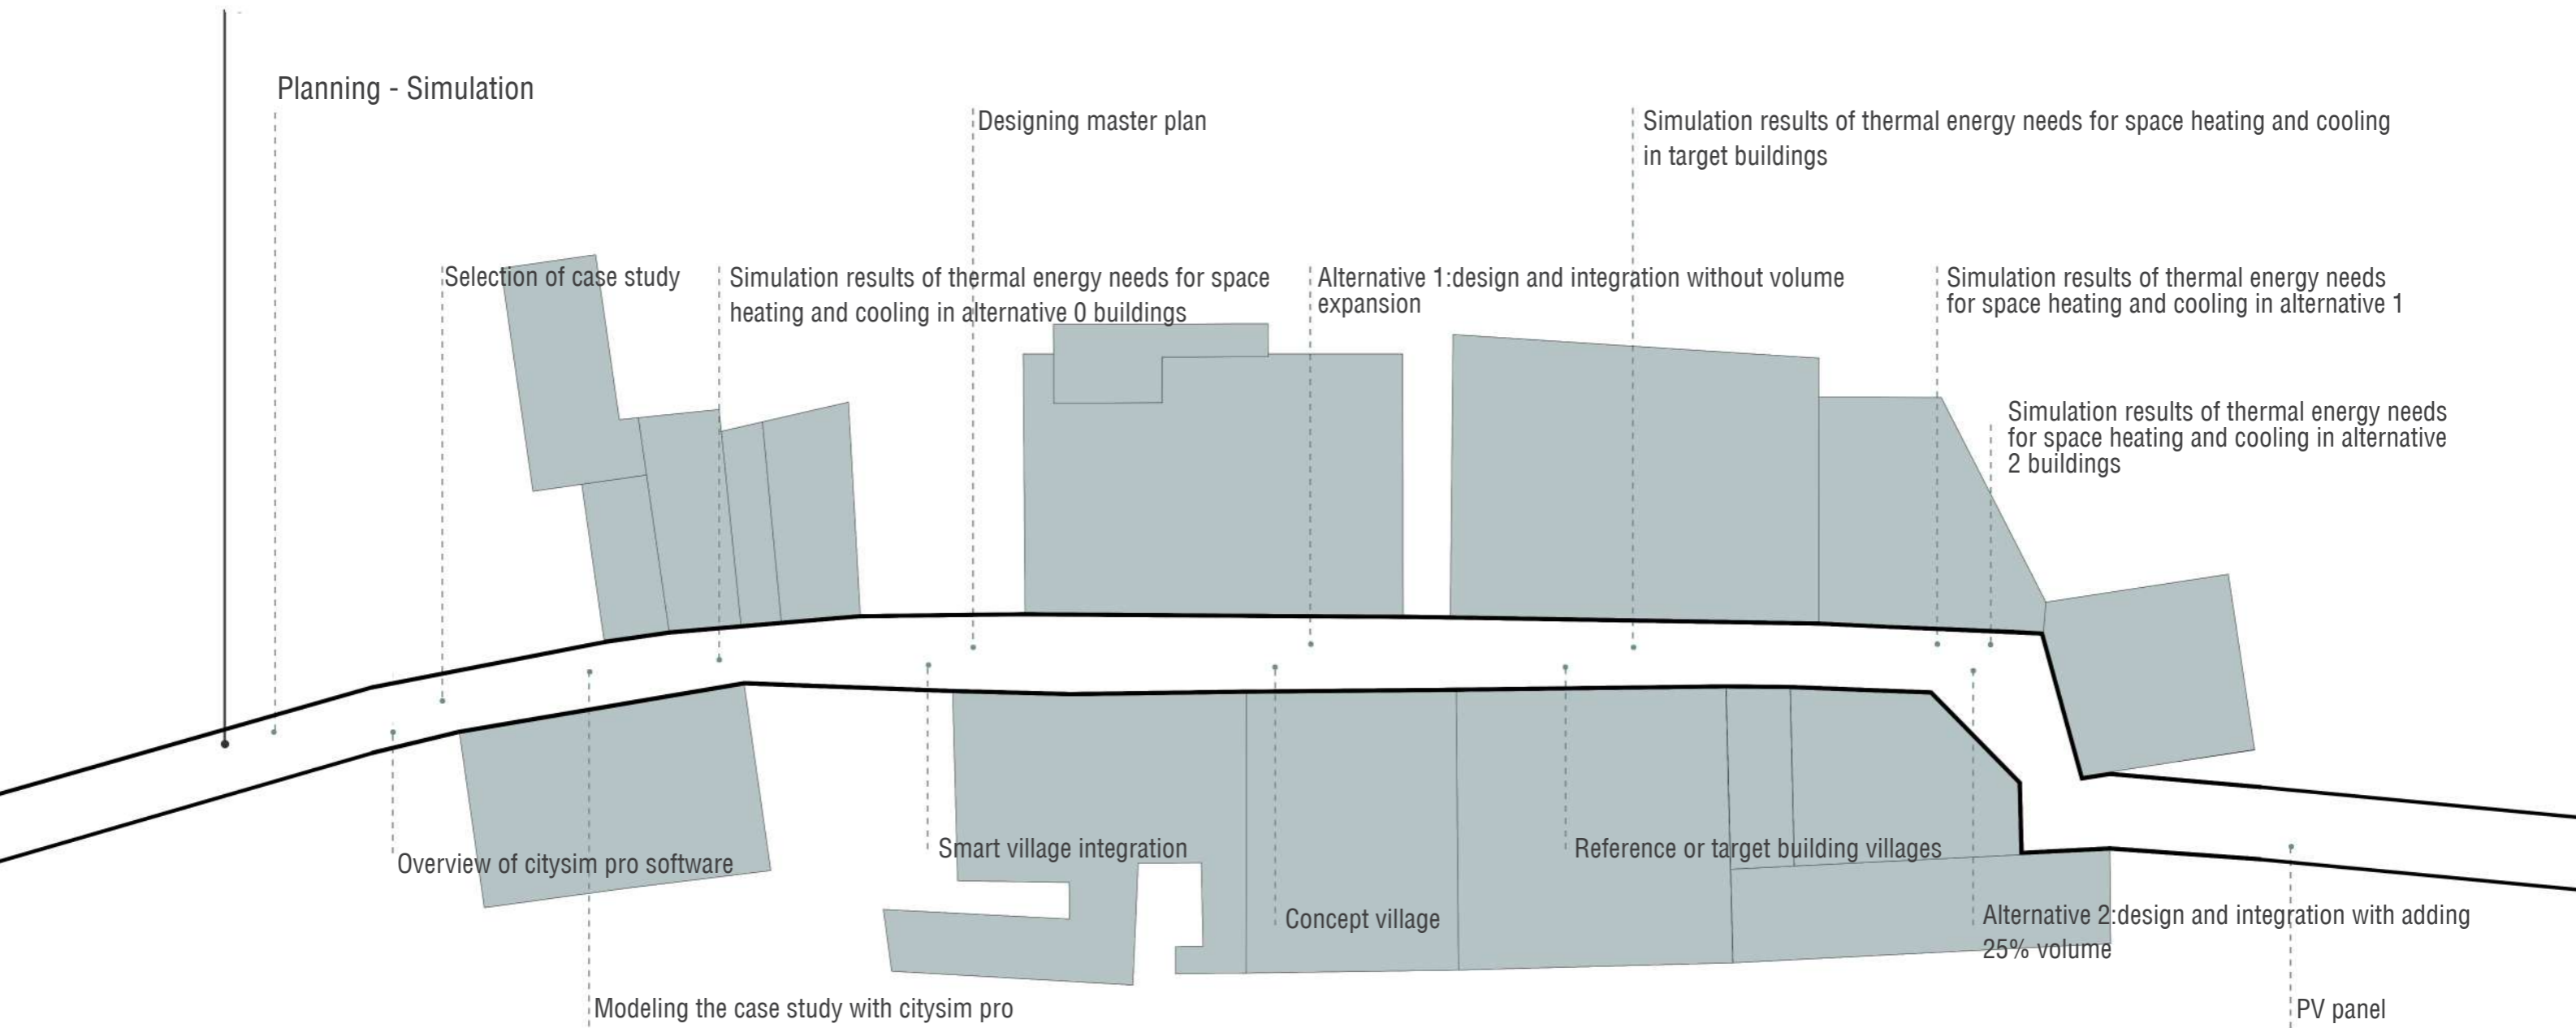 Planning - Simulation
Designing master plan
Simulation results of thermal energy needs for space heating and cooling
in target buildings
Selection of case study
Simulation results of thermal energy needs for space
heating and cooling in alternative 0 buildings
Alternative 1:design and integration without volume
expansion
Simulation results of thermal energy needs
for space heating and cooling in alternative 1
Simulation results of thermal energy needs
for space heating and cooling in alternative
2 buildings
Overview of citysim pro software
Smart village integration
Reference or target building villages
Concept village
Alternative 2:design and integration with adding
25% volume
Modeling the case study with citysim pro
PV panel